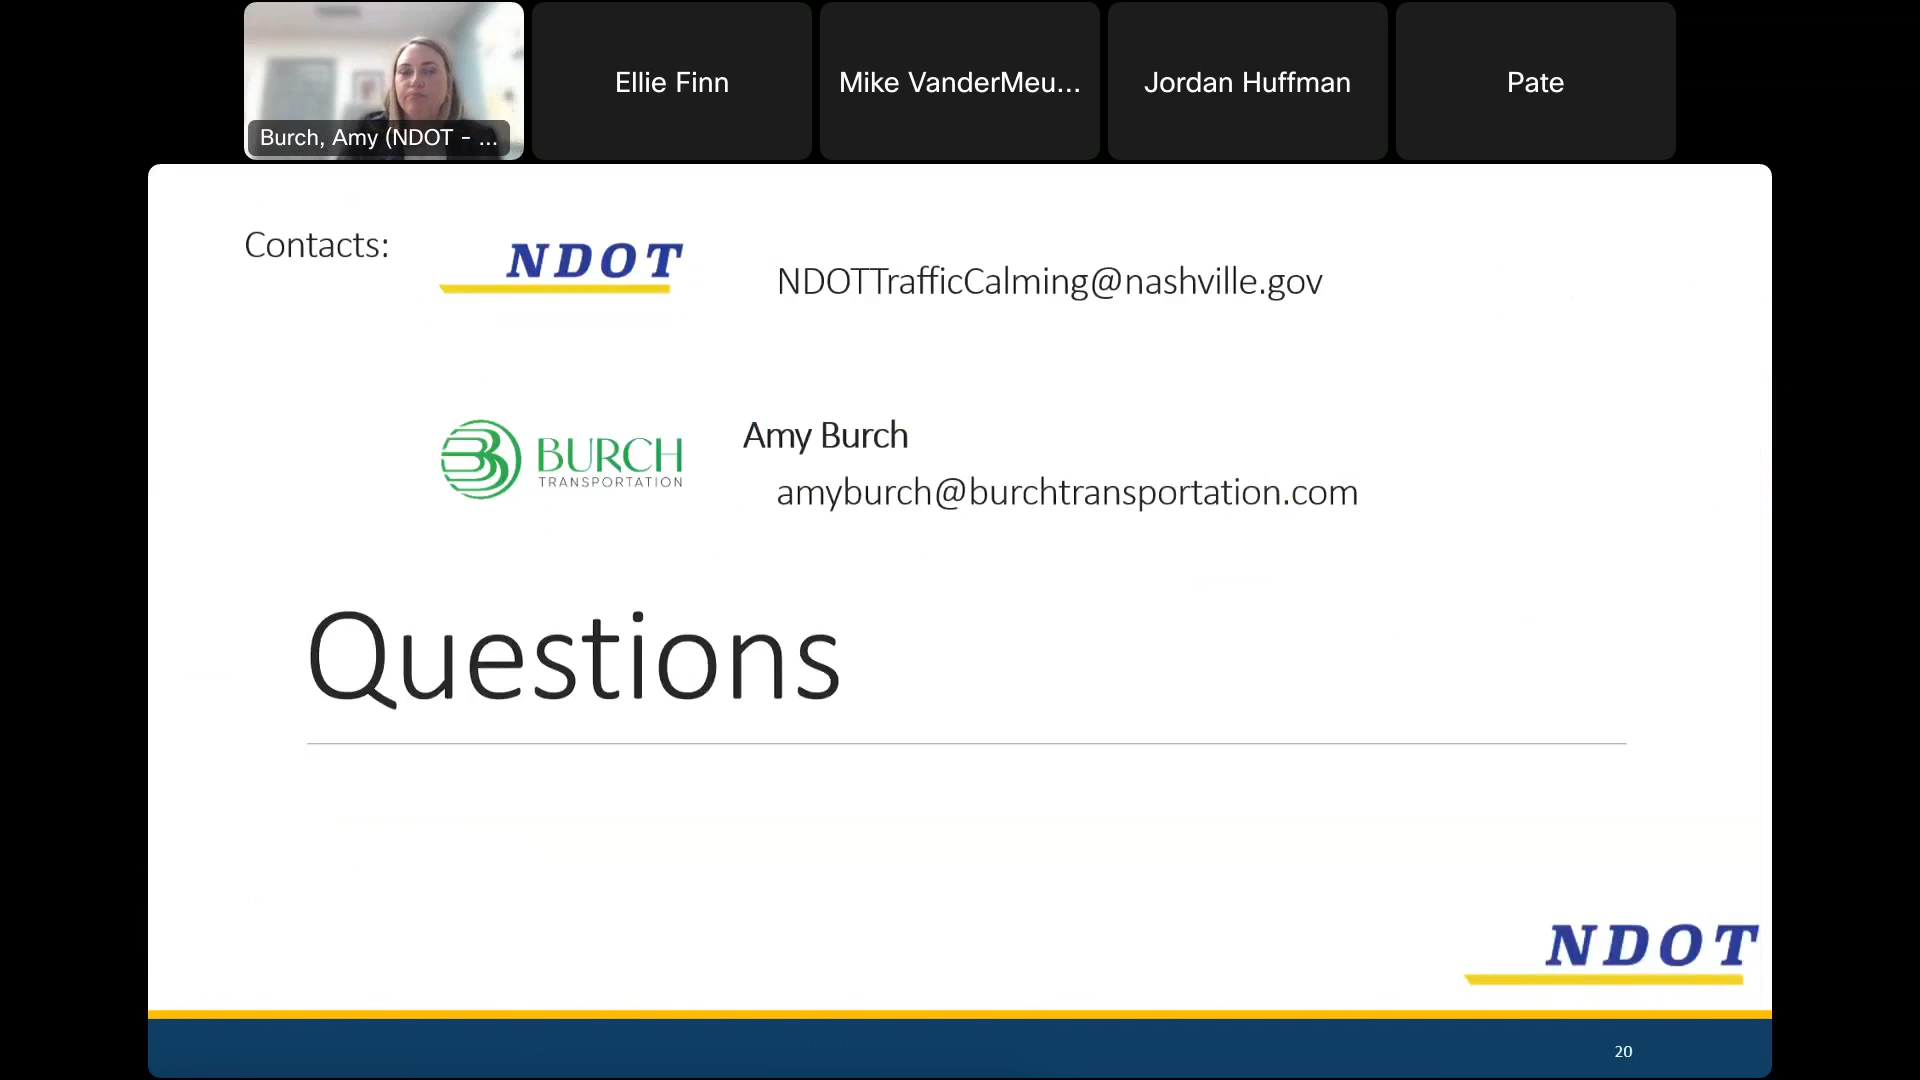 Burch, Amy (NDOT - ...
Ellie Finn
Mike VanderMeu...
Jordan Huffman
Pate
Contacts:
NDOT
NDOTTrafficCalming@nashville.gov
BURCH
TRANSPORTATION
Amy Burch
amyburch@burchtransportation.com
Questions
NDOT
20